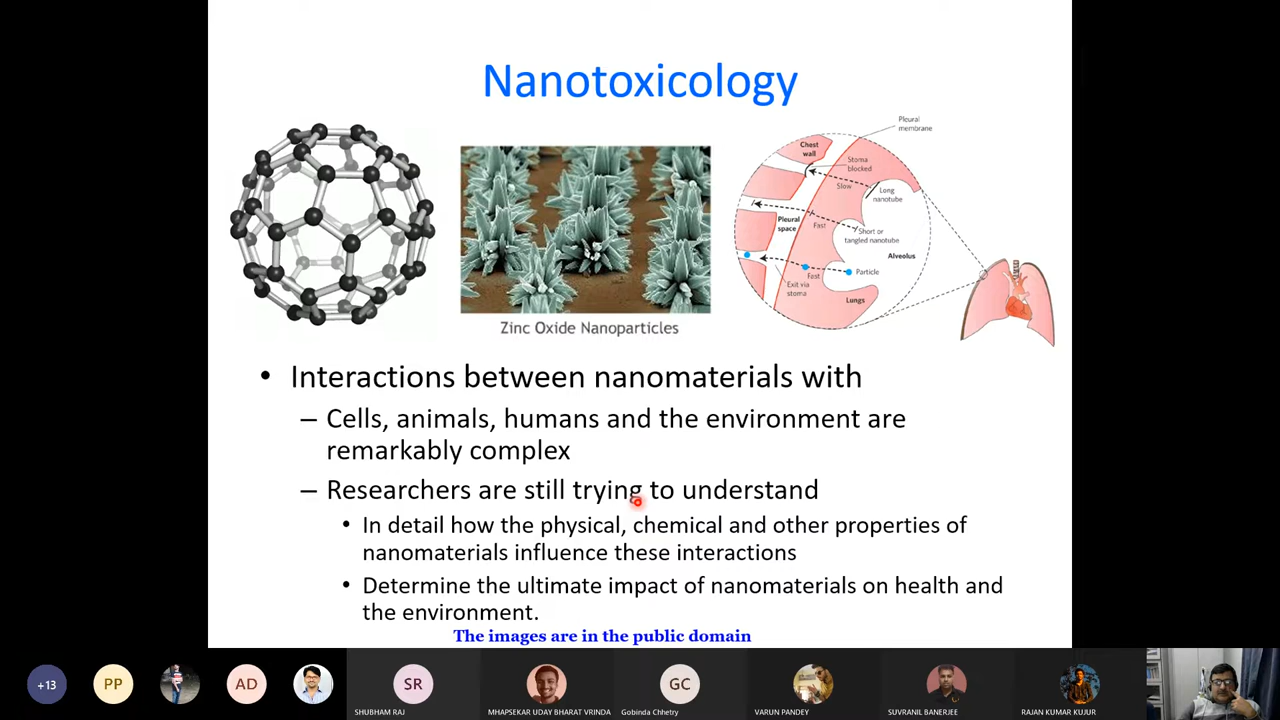 Nanotoxicology
Pleural
membrane
Chest
wall
Stoma
blocked
Slow
Long
nanotube
Pleural
space
Fast
Short or
tangled nanotube
Alveolus
Fast
Particle
Exit via
stoma
Lungs
Zinc Oxide Nanoparticles
• Interactions between nanomaterials with
– Cells, animals, humans and the environment are
remarkably complex
– Researchers are still trying to understand
• In detail how the physical, chemical and other properties of
nanomaterials influence these interactions
• Determine the ultimate impact of nanomaterials on health and
the environment.
The images are in the public domain
+13
PP
AD
SR
GC
SHUBHAM RAJ
MHAPSEKAR UDAY BHARAT VRINDA
Gobinda Chhetry
VARUN PANDEY
SUVRANIL BANERJEE
RAJAN KUMAR KUJUR